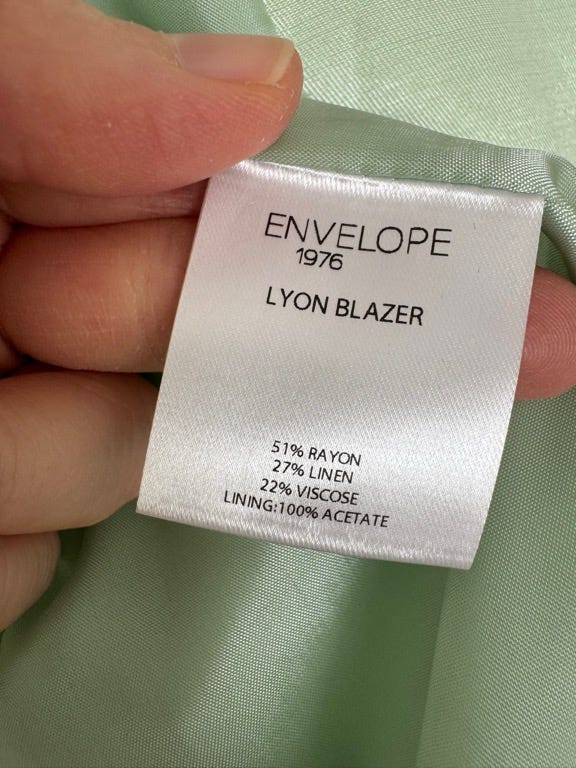 ENVELOPE
1976
LYON BLAZER
51% RAYON
27% LINEN
22% VISCOSE
LINING:100% ACETATE